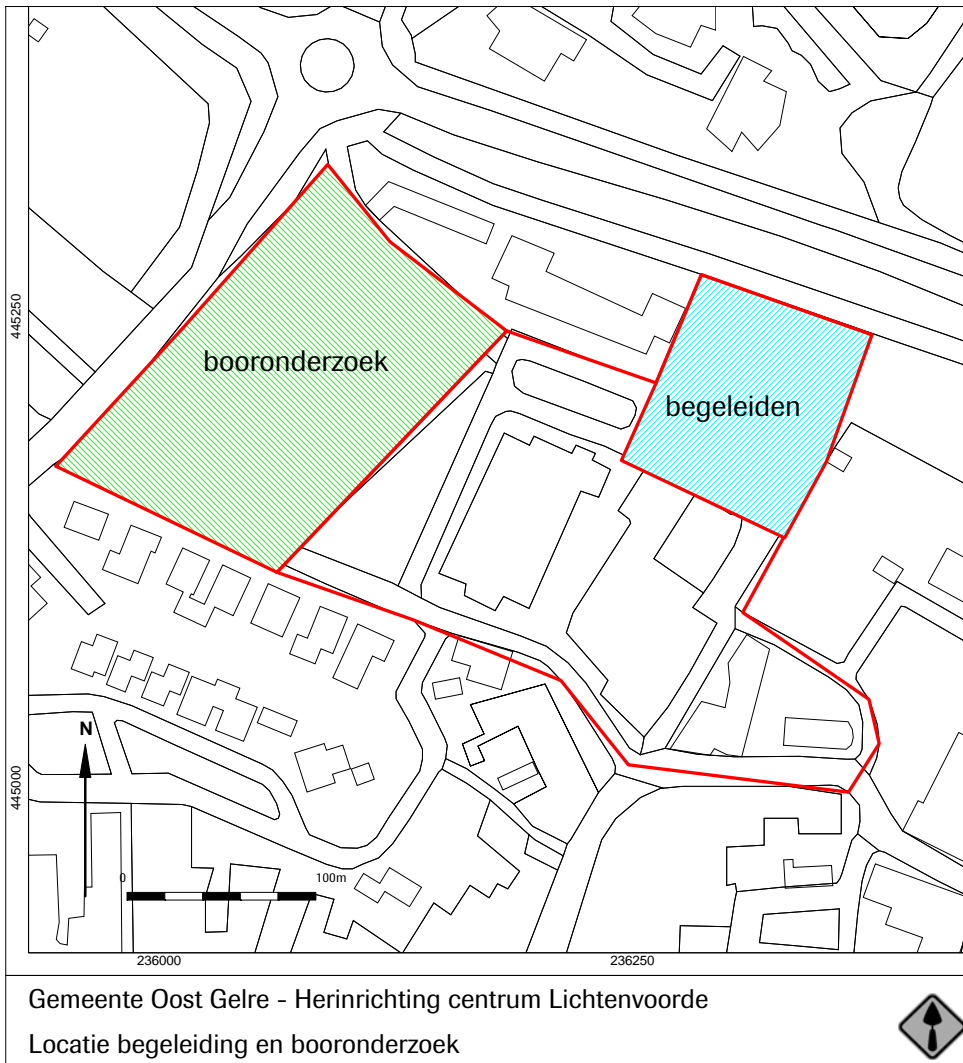 booronderzoek
begeleiden
445250
445000
N
0 100m
236000 236250
Gemeente Oost Gelre - Herinrichting centrum Lichtenvoorde
Locatie begeleiding en booronderzoek